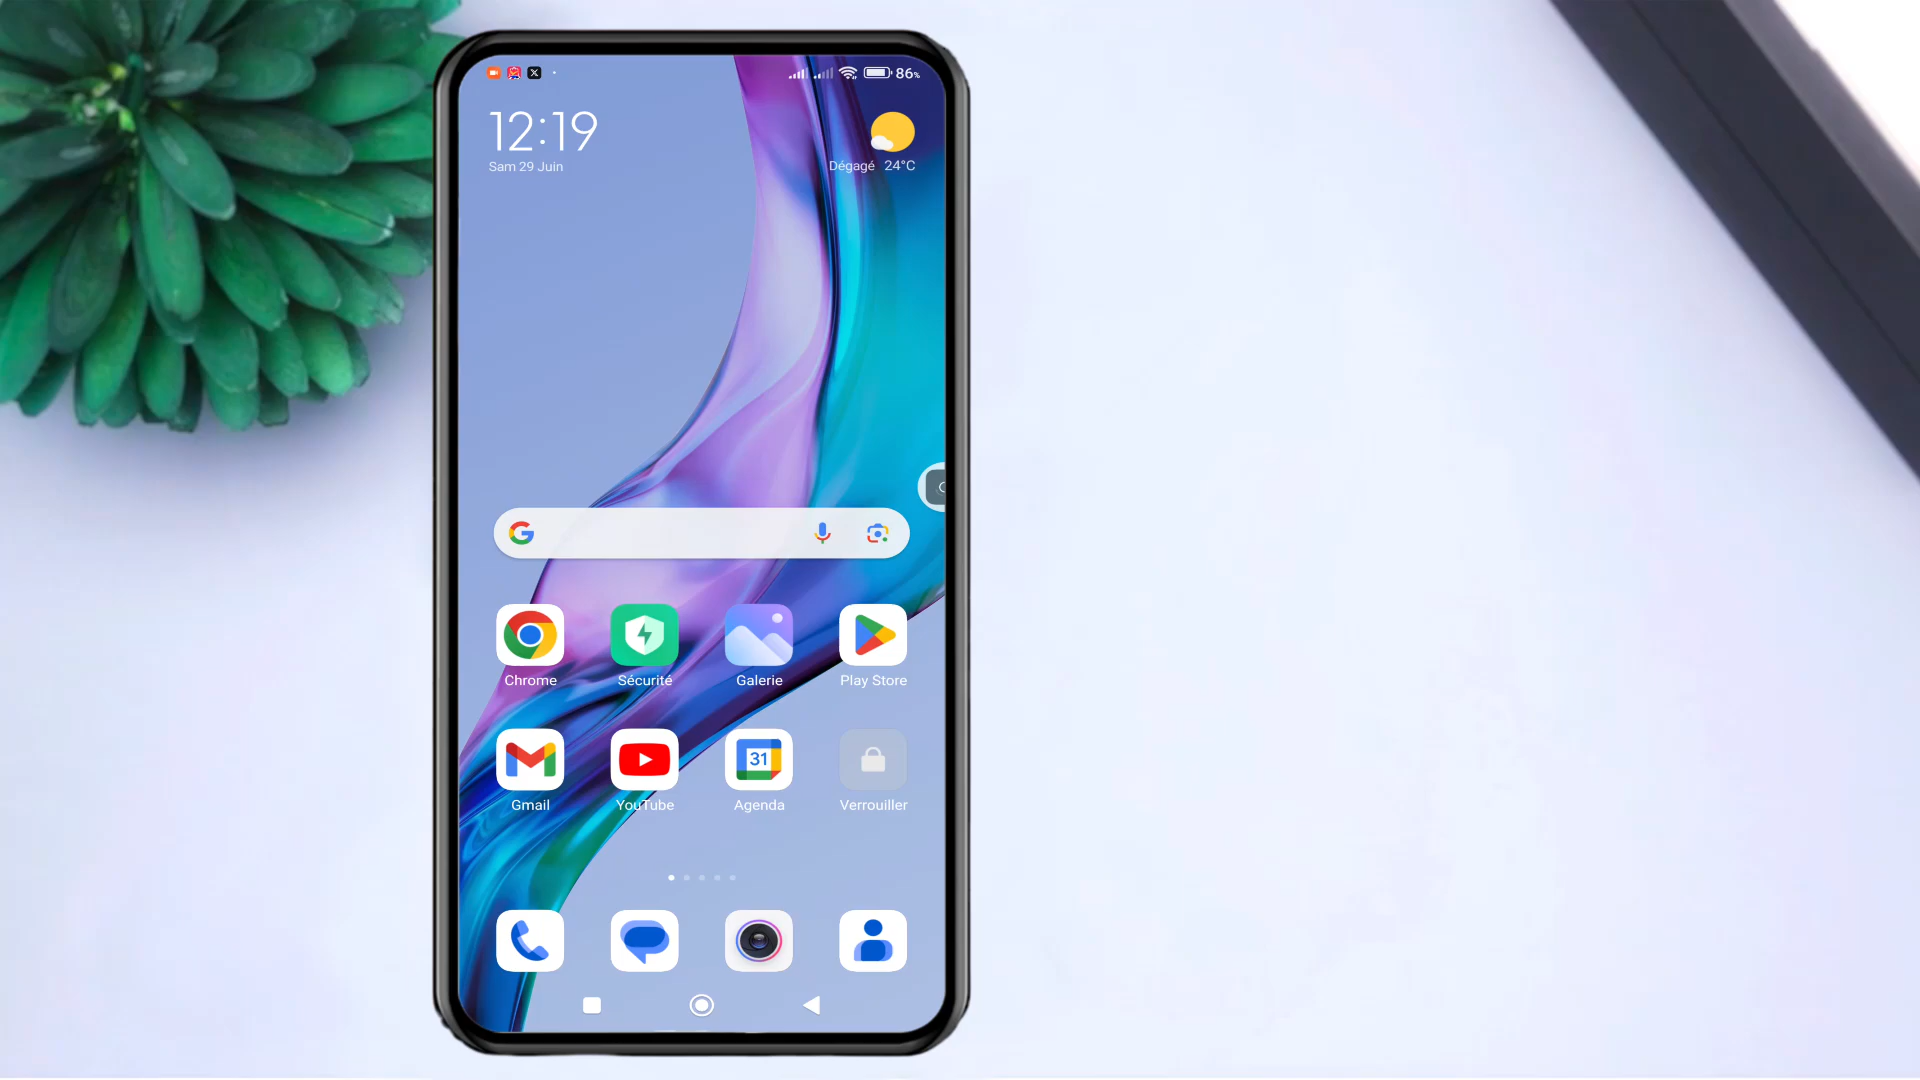 X
86%
12:19
Sam 29 Juin
Dégagé 24°C
G
Chrome Sécurité Galerie Play Store
31
Gmail YouTube Agenda Verrouiller